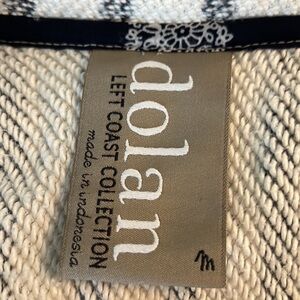 dolan
LEFT COAST COLLECTION
made in indonesia
m